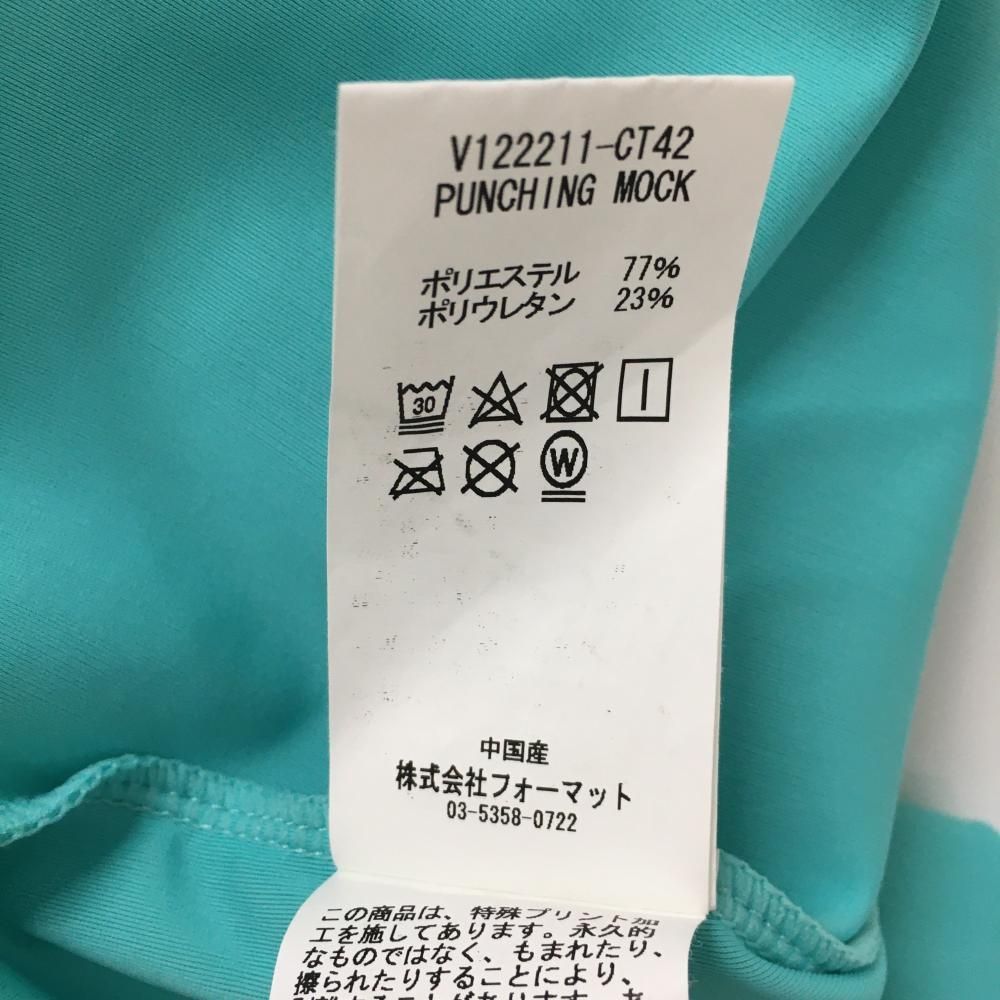 V122211-CT42
PUNCHING MOCK
ポリエステル 77%
ポリウレタン 23%
30
W
中国産
株式会社フォーマット
03-5358-0722
この商品は、特殊プリント加
工を施してあります。永久的
なものではなく、もまれたり、
擦られたりすることにより、